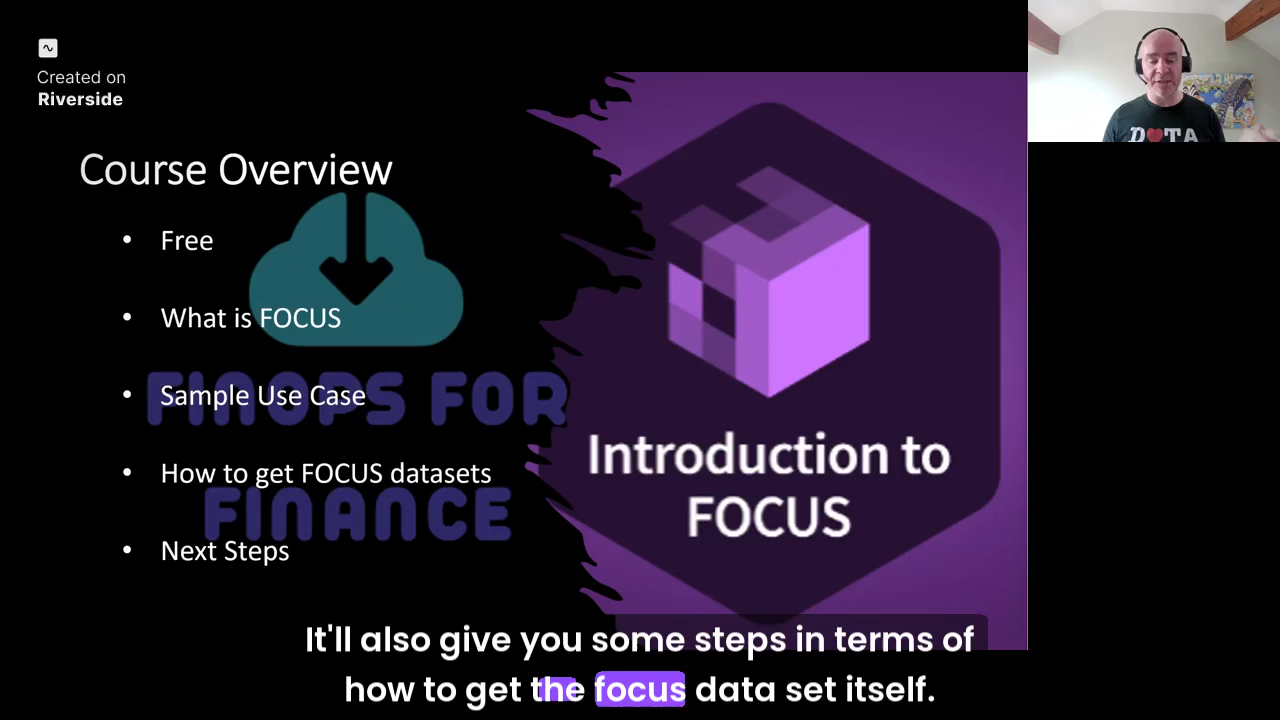 Created on
Riverside
Course Overview
• Free
• What is FOCUS
• Sample Use Case
• How to get FOCUS datasets
• Next Steps
FINOPS FOR
FINANCE
Introduction to
FOCUS
D♥TA
It'll also give you some steps in terms of
how to get the focus data set itself.